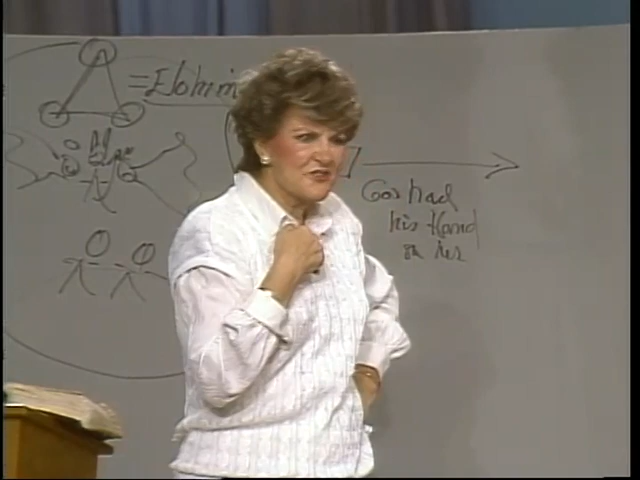 = Elohim
God had
his Hand
on her